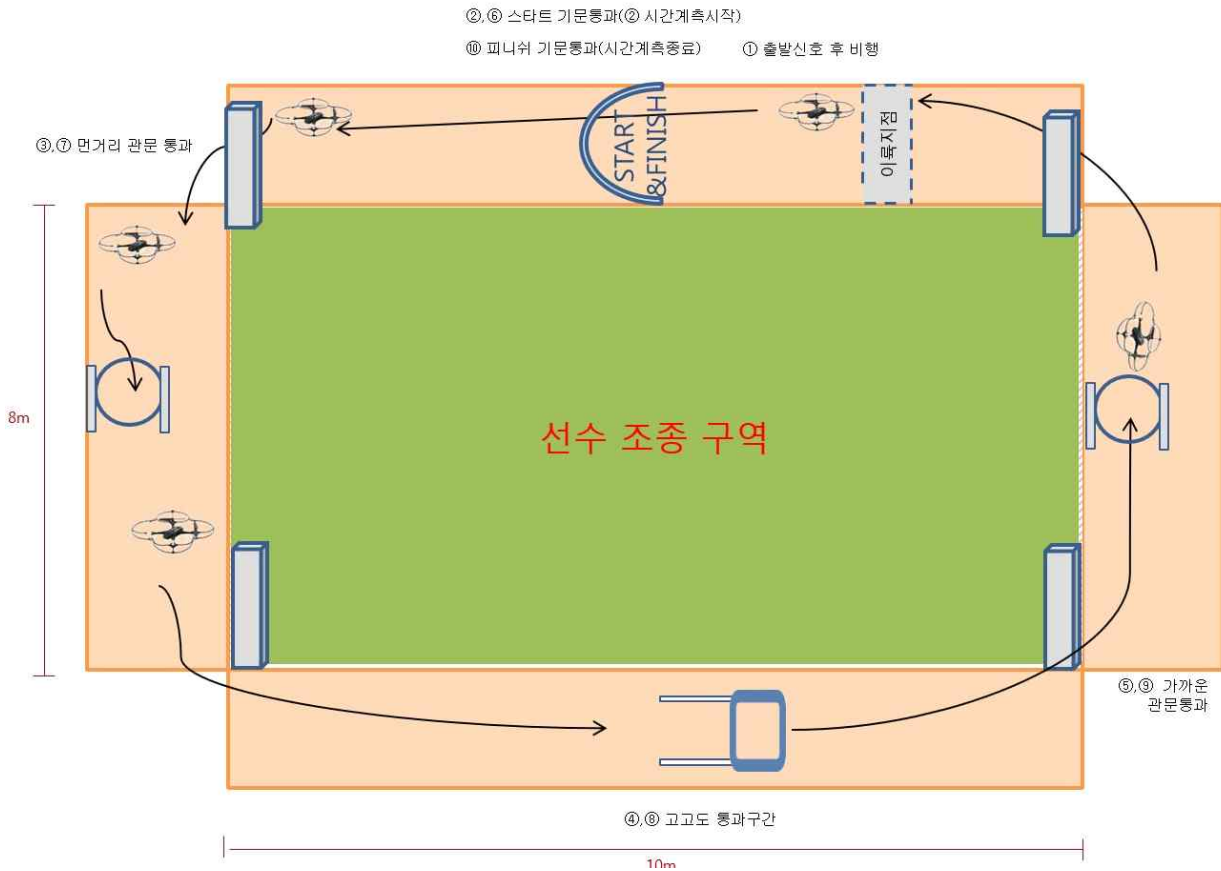 ②,⑥ 스타트 기문통과(② 시간계측시작)
⑩ 피니쉬 기문통과(시간계측종료)
① 출발신호 후 비행
START
&FINISH
이륙지점
③,⑦ 먼거리 관문 통과
8m
선수 조종 구역
⑤,⑨ 가까운
관문통과
④,⑧ 고고도 통과구간
10m